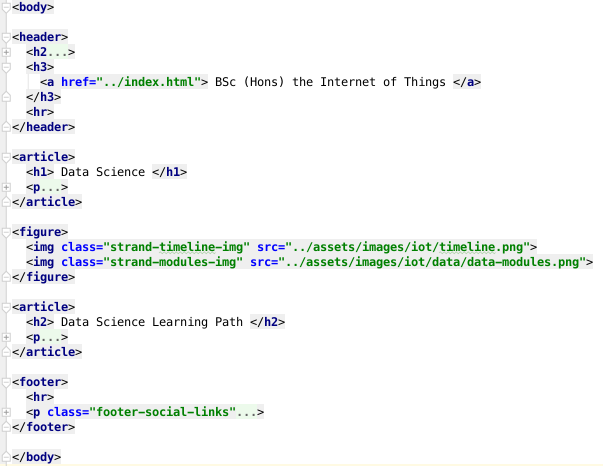 <body>
<header>
<h2...>
<h3>
<a href="../index.html"> BSc (Hons) the Internet of Things </a>
</h3>
<hr>
</header>
<article>
<h1> Data Science </h1>
<p...>
</article>
<figure>
<img class="strand-timeline-img" src="../assets/images/iot/timeline.png">
<img class="strand-modules-img" src="../assets/images/iot/data/data-modules.png">
</figure>
<article>
<h2> Data Science Learning Path </h2>
<p...>
</article>
<footer>
<hr>
<p class="footer-social-links"...>
</footer>
</body>